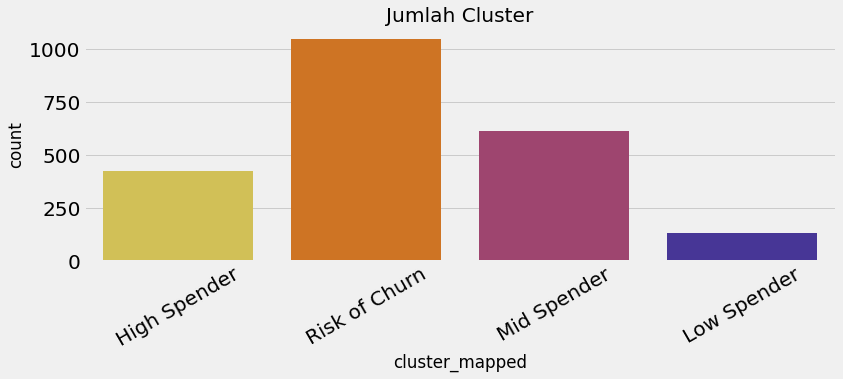 Jumlah Cluster
1000
750
500
250
0
count
High Spender
Risk of Churn
Mid Spender
Low Spender
cluster_mapped